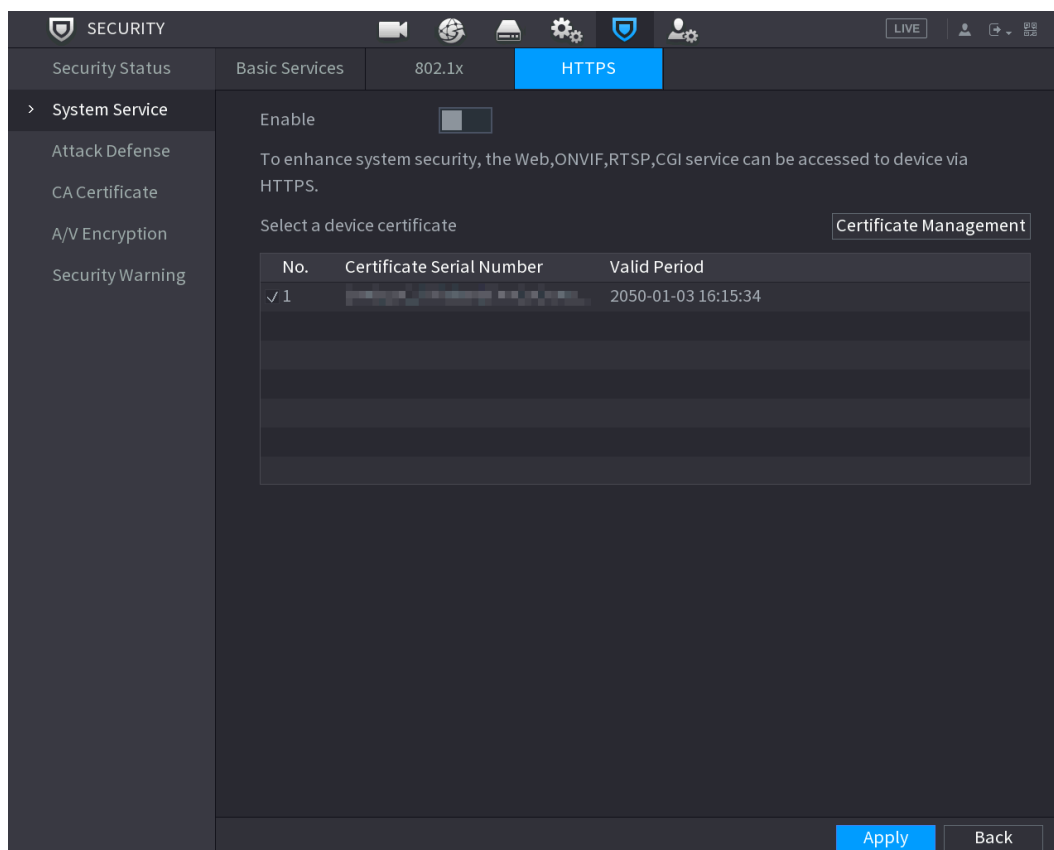 SECURITY
LIVE
Security Status
Basic Services
802.1x
HTTPS
System Service
Attack Defense
CA Certificate
A/V Encryption
Security Warning
Enable
To enhance system security, the Web,ONVIF,RTSP,CGI service can be accessed to device via
HTTPS.
Select a device certificate
Certificate Management
No. Certificate Serial Number Valid Period
1 2050-01-03 16:15:34
Apply
Back